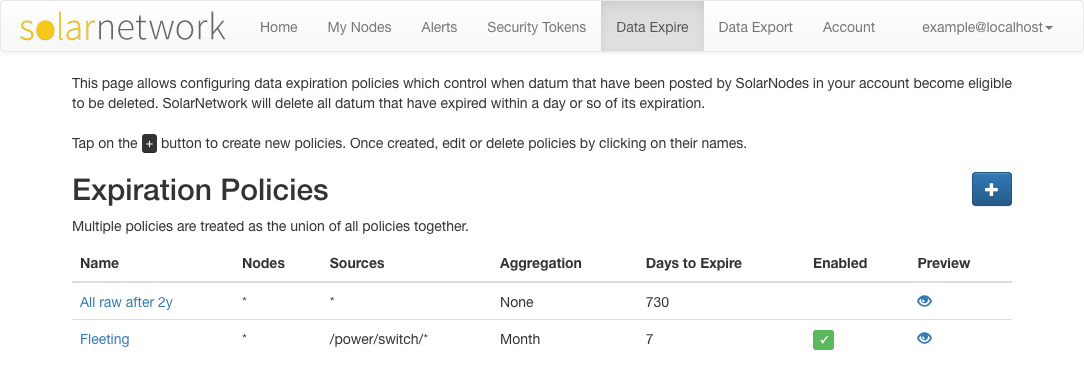 solarnetwork Home My Nodes Alerts Security Tokens Data Expire Data Export Account example@localhost
This page allows configuring data expiration policies which control when datum that have been posted by SolarNodes in your account become eligible
to be deleted. SolarNetwork will delete all datum that have expired within a day or so of its expiration.
Tap on the + button to create new policies. Once created, edit or delete policies by clicking on their names.
Expiration Policies +
Multiple policies are treated as the union of all policies together.
Name Nodes Sources Aggregation Days to Expire Enabled Preview
All raw after 2y * * None 730
Fleeting * /power/switch/* Month 7 ✓